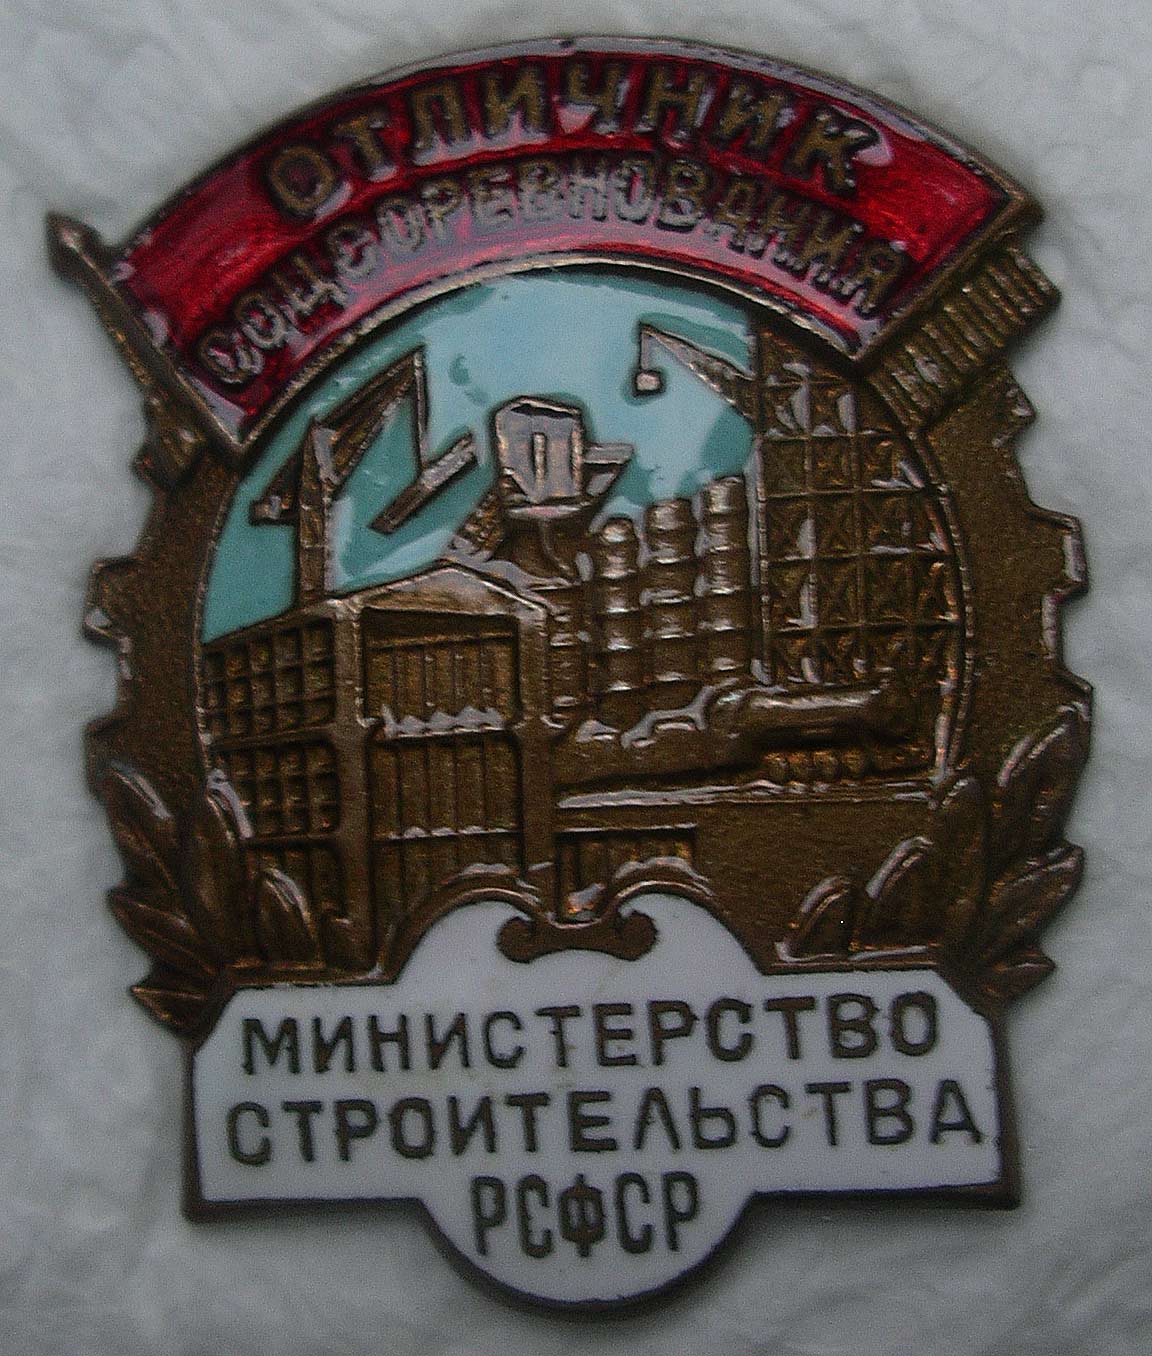 ОТЛИЧНИК
СОЦСОРЕВНОВАНИЯ
МИНИСТЕРСТВО
СТРОИТЕЛЬСТВА
РСФСР